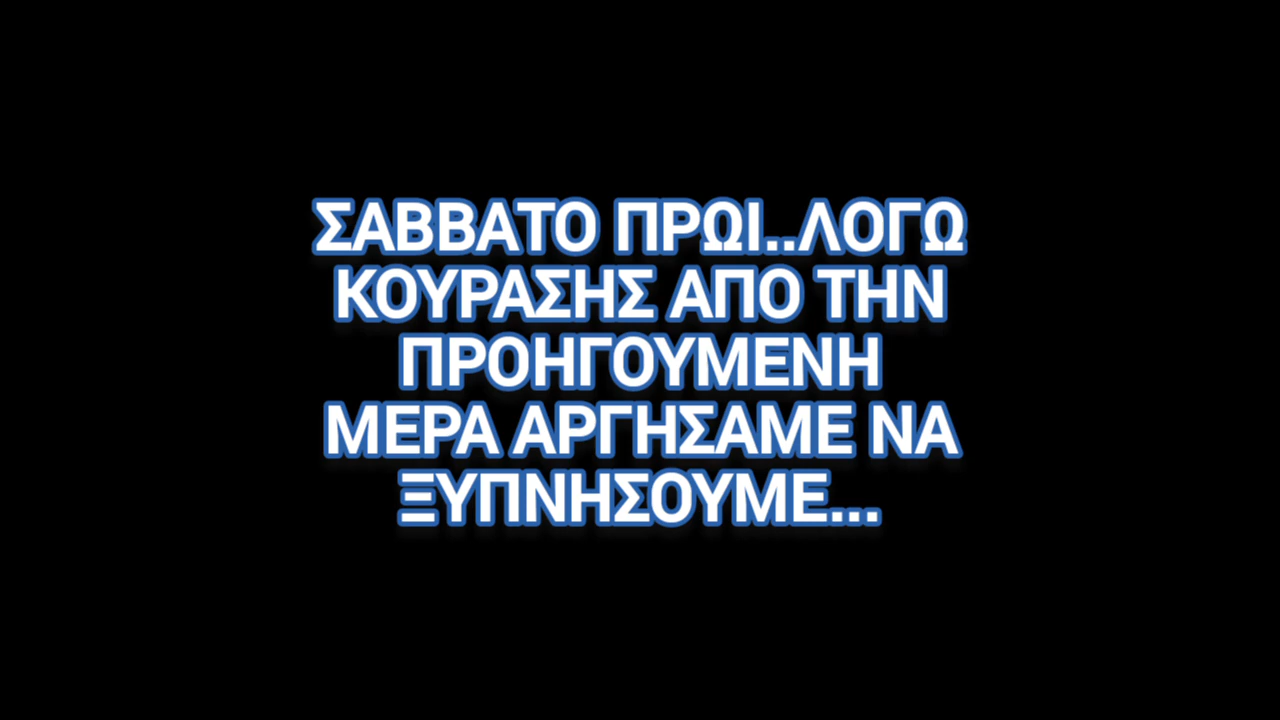 ΣΑΒΒΑΤΟ ΠΡΩΙ..ΛΟΓΩ
ΚΟΥΡΑΣΗΣ ΑΠΟ ΤΗΝ
ΠΡΟΗΓΟΥΜΕΝΗ
ΜΕΡΑ ΑΡΓΗΣΑΜΕ ΝΑ
ΞΥΠΝΗΣΟΥΜΕ...